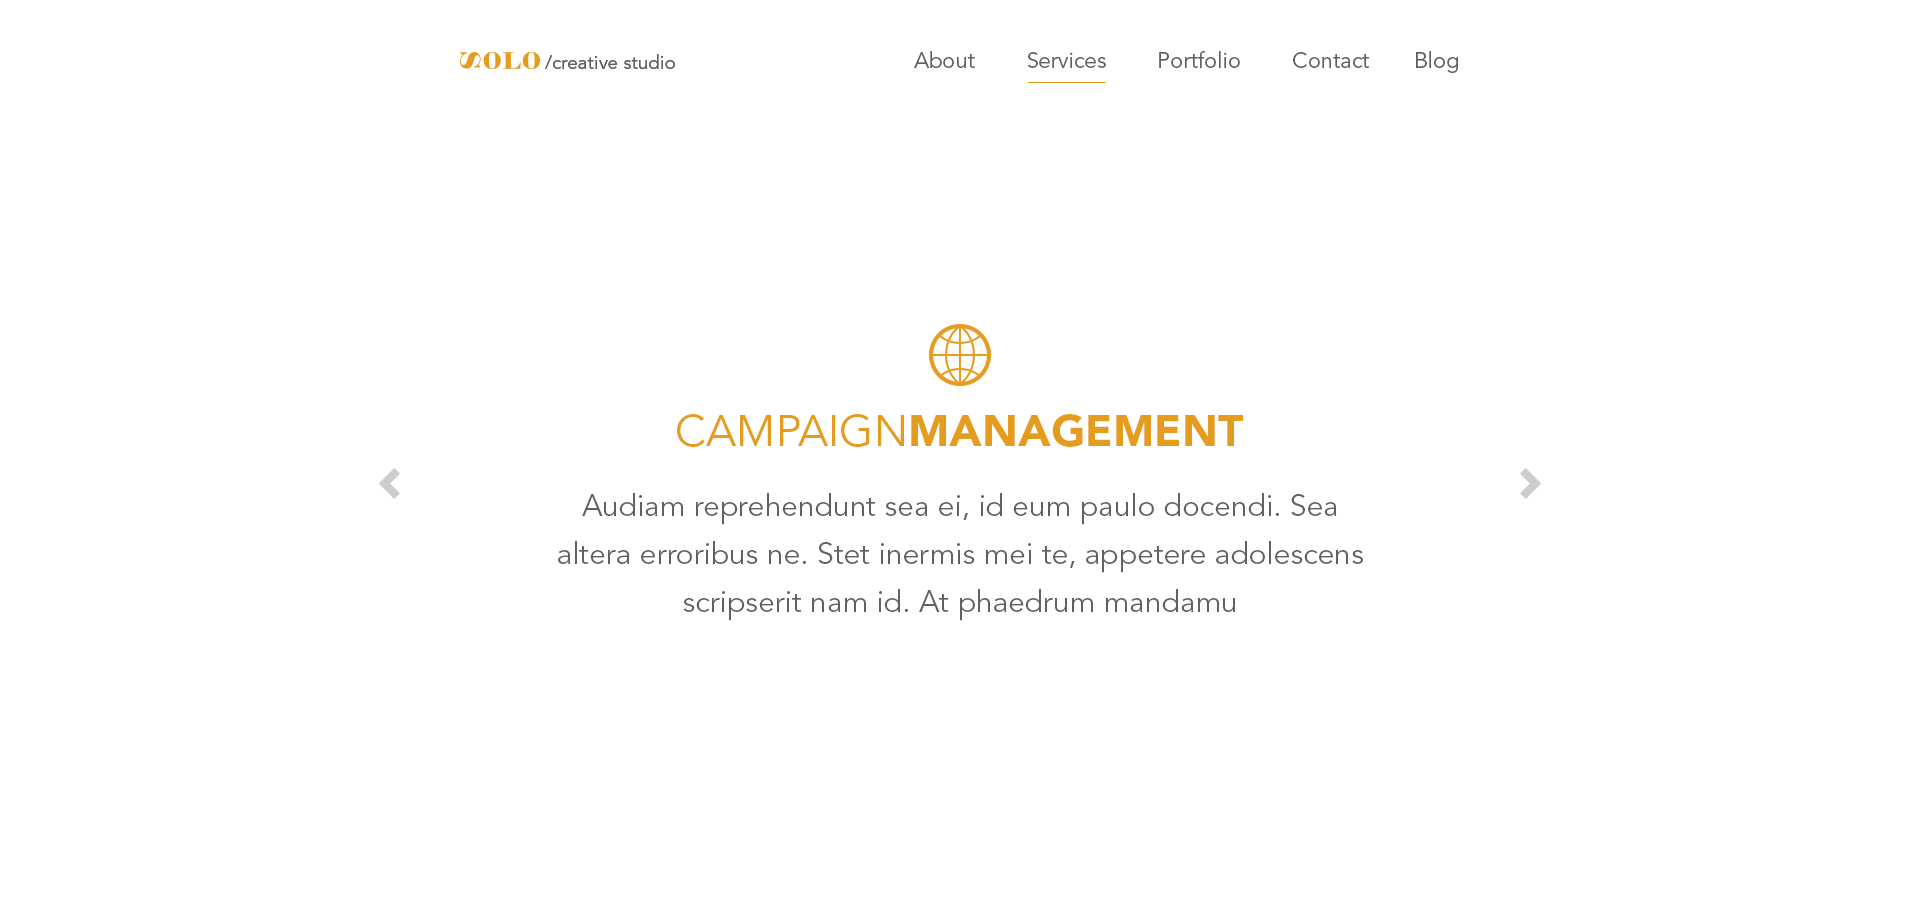 SOLO /creative studio
About Services Portfolio Contact Blog
CAMPAIGNMANAGEMENT
Audiam reprehendunt sea ei, id eum paulo docendi. Sea
altera erroribus ne. Stet inermis mei te, appetere adolescens
scripserit nam id. At phaedrum mandamu